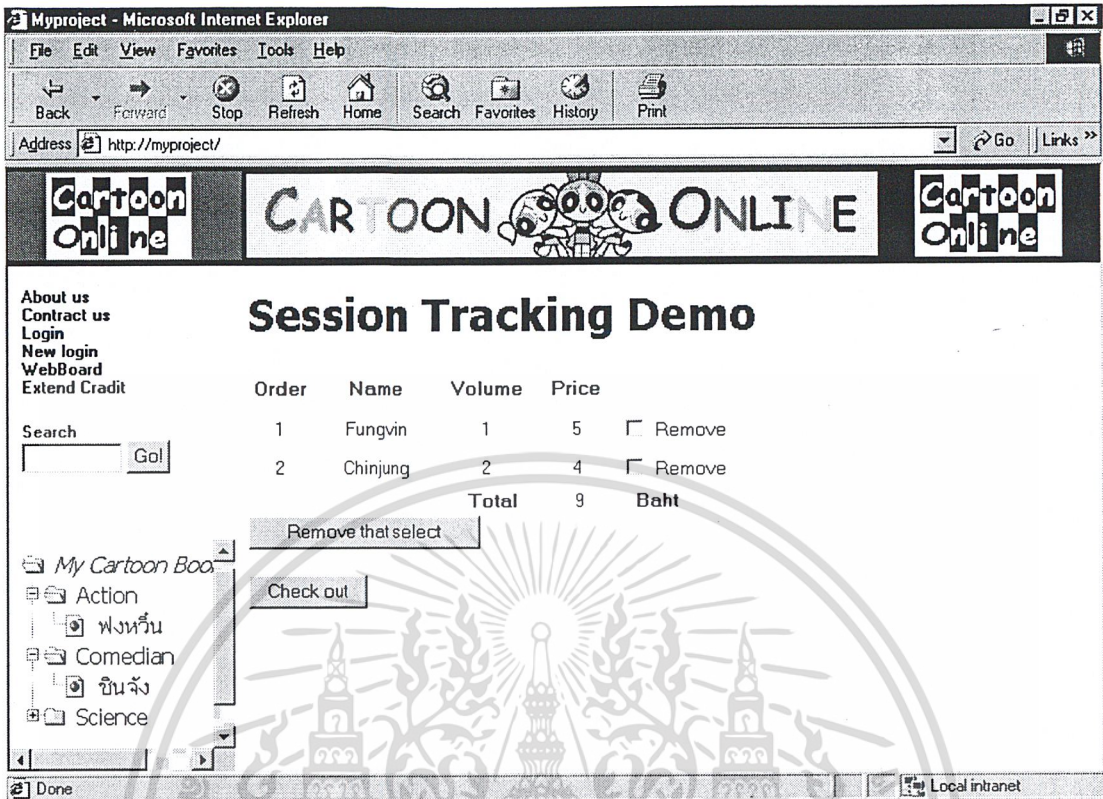 Myproject - Microsoft Internet Explorer
File Edit View Favorites Tools Help
Back Forward Stop Refresh Home Search Favorites History Print
Address http://myproject/ Go Links »
Cartoon Online
CARTOON ONLINE
Cartoon Online
About us
Contract us
Login
New login
WebBoard
Extend Cradit
Search
Go!
My Cartoon Boo
Action
ฟงหวิ๋น
Comedian
ชินจัง
Science
Session Tracking Demo
Order Name Volume Price
1 Fungvin 1 5 Remove
2 Chinjung 2 4 Remove
Total 9 Baht
Remove that select
Check out
Done Local intranet